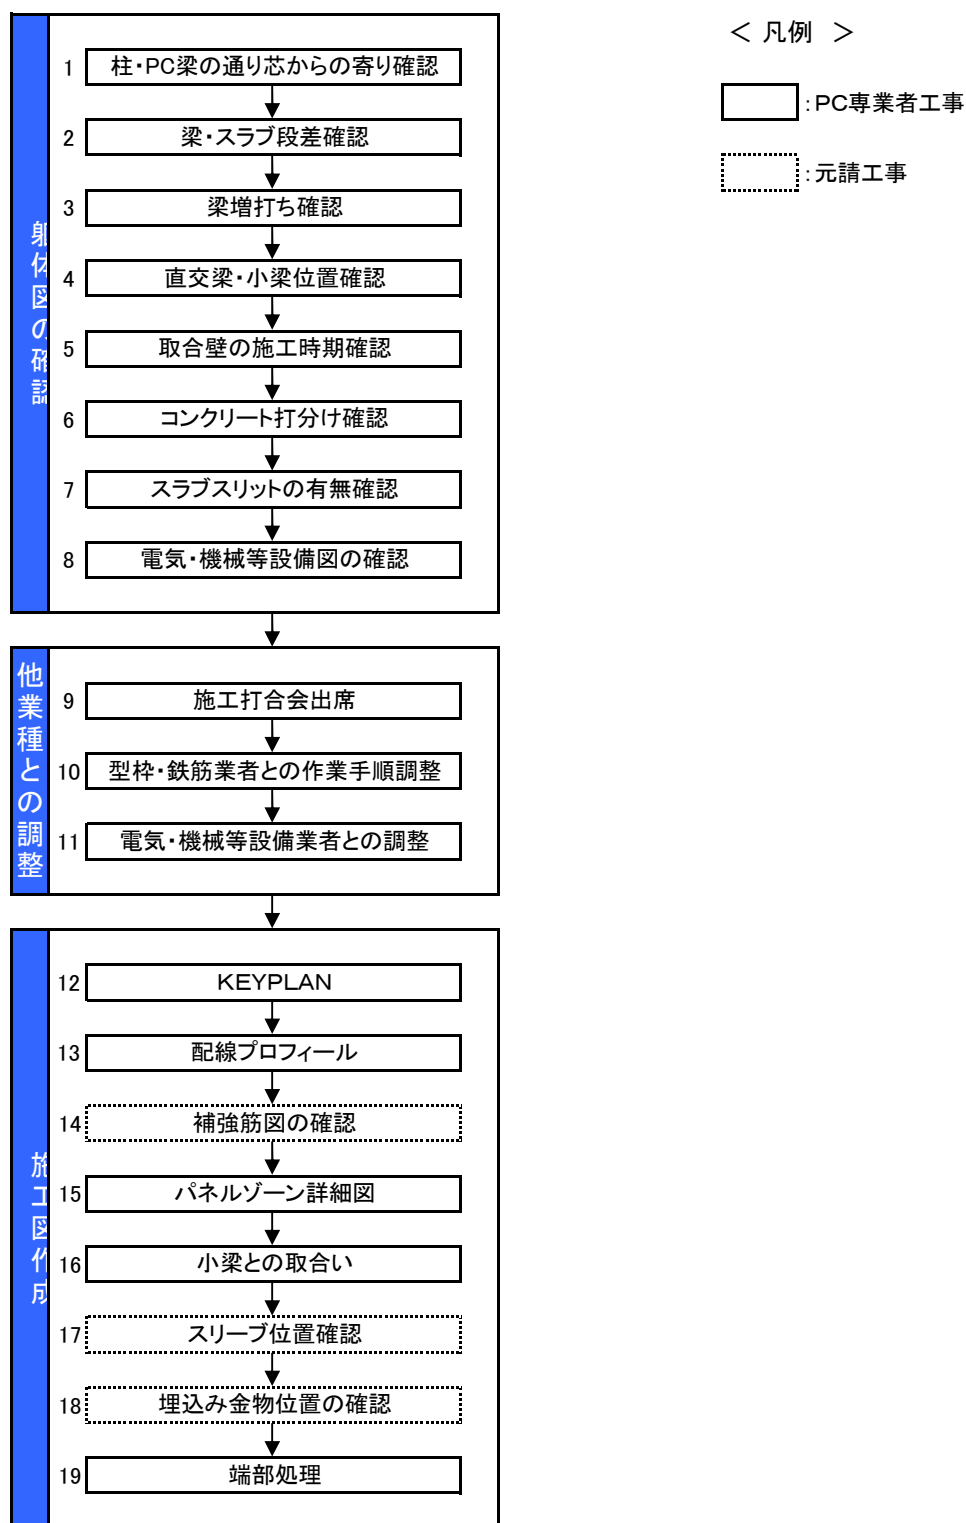 躯体図の確認
1 柱・PC梁の通り芯からの寄り確認
2 梁・スラブ段差確認
3 梁増打ち確認
4 直交梁・小梁位置確認
5 取合壁の施工時期確認
6 コンクリート打分け確認
7 スラブスリットの有無確認
8 電気・機械等設備図の確認
他業種との調整
9 施工打合会出席
10 型枠・鉄筋業者との作業手順調整
11 電気・機械等設備業者との調整
施工図作成
12 KEYPLAN
13 配線プロフィール
14 補強筋図の確認
15 パネルゾーン詳細図
16 小梁との取合い
17 スリーブ位置確認
18 埋込み金物位置の確認
19 端部処理
＜ 凡例 ＞
：PC専業者工事
：元請工事